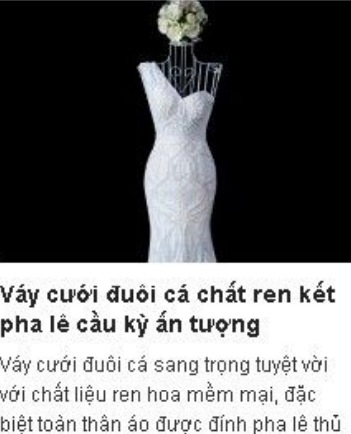 Váy cưới đuôi cá chất ren kết
pha lê cầu kỳ ấn tượng
Váy cưới đuôi cá sang trọng tuyệt vời
với chất liệu ren hoa mềm mại, đặc
biệt toàn thân áo được đính pha lê thủ